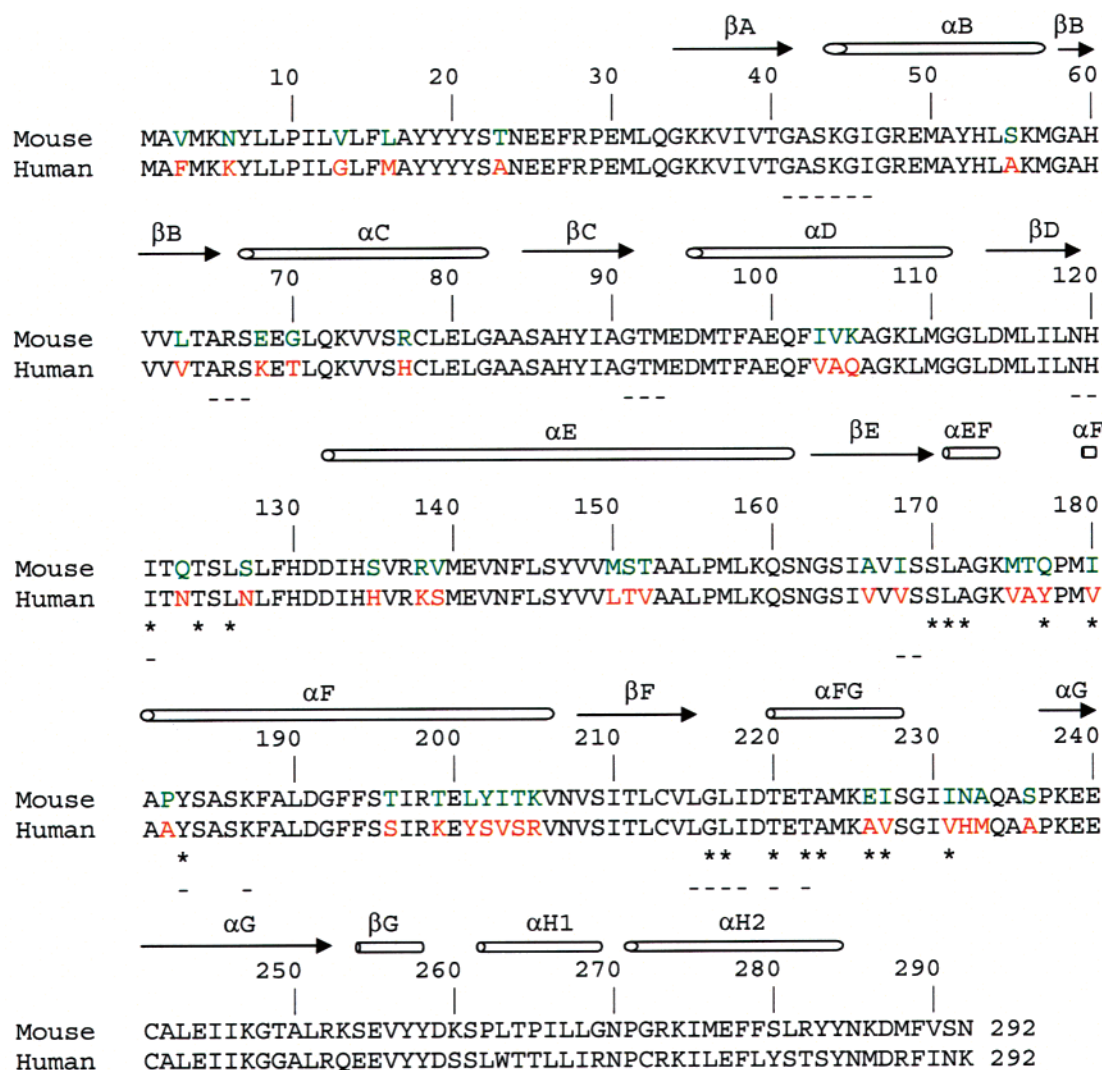 βA αB βB
10 20 30 40 50 60
Mouse MAVMKNYLLPILVLFLAYYYYSTNEEFRPEMLQGKKVIVTGASKGIGREMAYHLSKMGAH
Human MAFMKKYLLPILGLFMAYYYYSANEEFRPEMLQGKKVIVTGASKGIGREMAYHLAKMGAH
------
βB αC βC αD βD
70 80 90 100 110 120
Mouse VVLTARSEEGLQKVVSRCLELGAASAHYIAGTMEDMTFAEQFIVKAGKLMGGLDMLILNH
Human VVVTARSKETLQKVVSHCLELGAASAHYIAGTMEDMTFAEQFVAQAGKLMGGLDMLILNH
--- --- --
αE βE αEF αF
130 140 150 160 170 180
Mouse ITQTSLSLFHDDIHSVRRVMEVNFLSYVVMSTAALPMLKQSNGSIAVISSLAGKMTQPMI
Human ITNTSLNLFHDDIHHVRKSMEVNFLSYVVLTVAALPMLKQSNGSIVVVSSLAGKVAYPMV
* * * *** * *
- --
αF βF αFG αG
190 200 210 220 230 240
Mouse APYSASKFALDGFFSTIRTELYITKVNVSITLCVLGLIDTETAMKEISGIINAQASPKEE
Human AAYSASKFALDGFFSSIRKEYSVSRVNVSITLCVLGLIDTETAMKAVSGIVHMQAAPKEE
* ** * ** ** *
- - ---- - -
αG βG αH1 αH2
250 260 270 280 290
Mouse CALEIIKGTALRKSEVYYDKSPLTPILLGNPGRKIMEFFSLRYYNKDMFVSN 292
Human CALEIIKGGALRQEEVYYDSSLWTTLLIRNPCRKILEFLYSTSYNMDRFINK 292